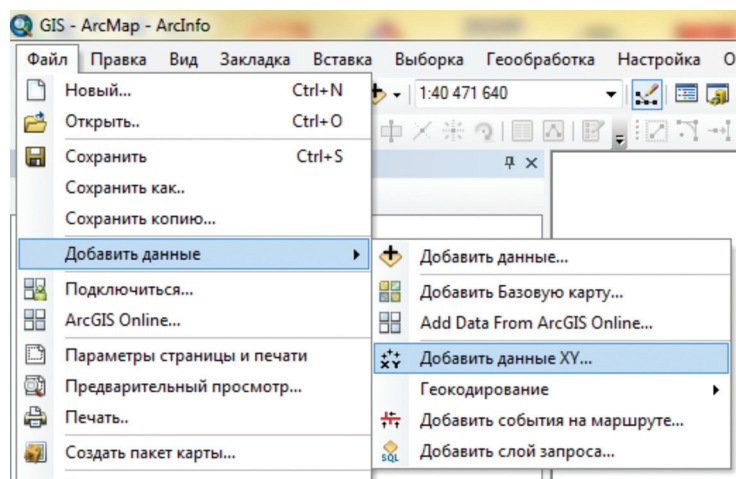 GIS - ArcMap - ArcInfo
Файл Правка Вид Закладка Вставка Выборка Геообработка Настройка
Новый... Ctrl+N
1:40 471 640
Открыть.. Ctrl+O
Сохранить Ctrl+S
Сохранить как..
Сохранить копию...
Добавить данные
Подключиться...
ArcGIS Online...
Параметры страницы и печати
Предварительный просмотр...
Печать..
Создать пакет карты...
Добавить данные...
Добавить Базовую карту...
Add Data From ArcGIS Online...
XY Добавить данные XY...
Геокодирование
Добавить события на маршруте...
SQL Добавить слой запроса...